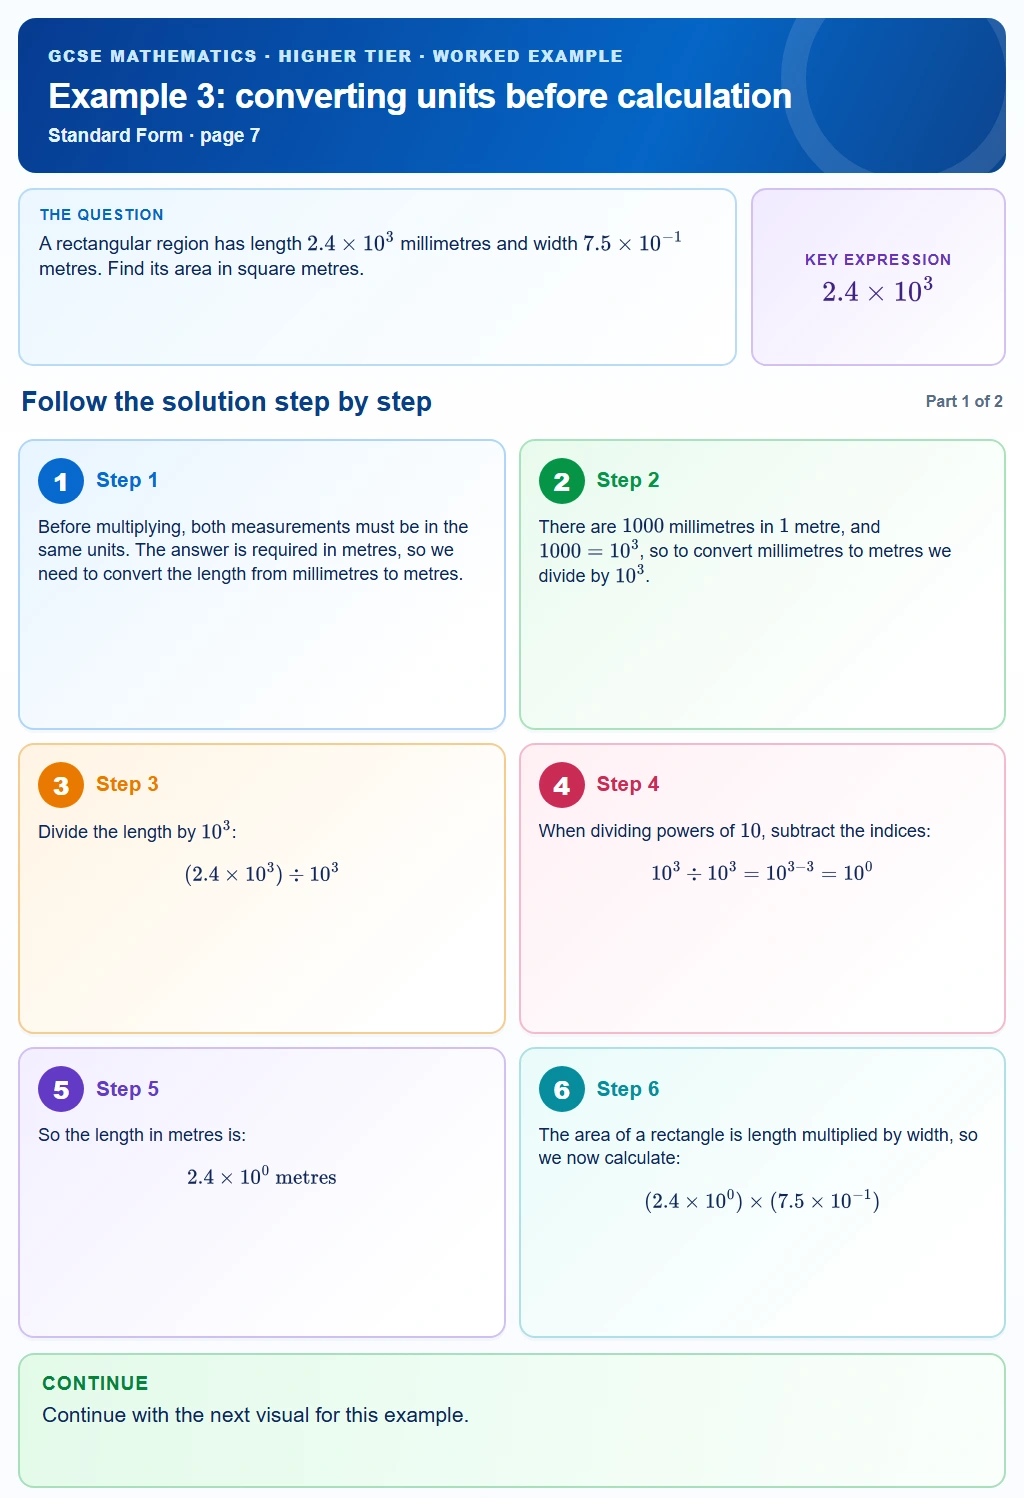 GCSE MATHEMATICS · HIGHER TIER · WORKED EXAMPLE
Example 3: converting units before calculation
Standard Form · page 7
THE QUESTION
A rectangular region has length 2.4 × 10³ millimetres and width 7.5 × 10⁻¹
metres. Find its area in square metres.
KEY EXPRESSION
2.4 × 10³
Follow the solution step by step
Part 1 of 2
1 Step 1
Before multiplying, both measurements must be in the
same units. The answer is required in metres, so we
need to convert the length from millimetres to metres.
2 Step 2
There are 1000 millimetres in 1 metre, and
1000 = 10³, so to convert millimetres to metres we
divide by 10³.
3 Step 3
Divide the length by 10³:
(2.4 × 10³) ÷ 10³
4 Step 4
When dividing powers of 10, subtract the indices:
10³ ÷ 10³ = 10³⁻³ = 10⁰
5 Step 5
So the length in metres is:
2.4 × 10⁰ metres
6 Step 6
The area of a rectangle is length multiplied by width, so
we now calculate:
(2.4 × 10⁰) × (7.5 × 10⁻¹)
CONTINUE
Continue with the next visual for this example.